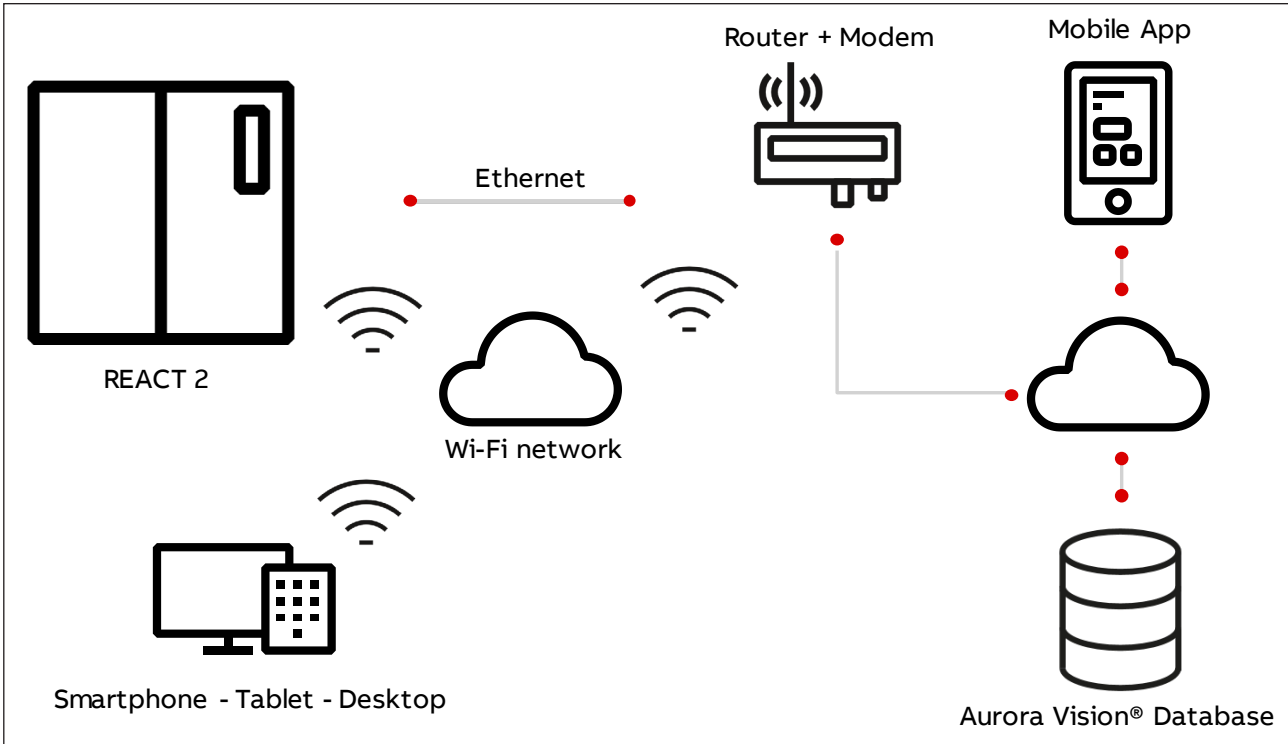 Router + Modem
Mobile App
Ethernet
REACT 2
Wi-Fi network
Smartphone - Tablet - Desktop
Aurora Vision® Database